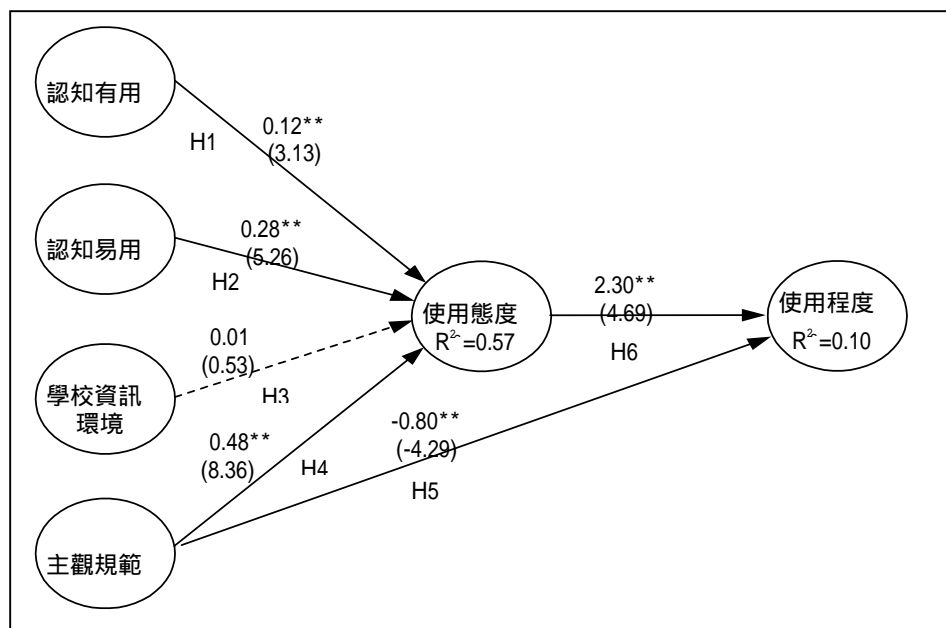 認知有用
H1
0.12**
(3.13)
認知易用
H2
0.28**
(5.26)
學校資訊
環境
0.01
(0.53)
H3
主觀規範
0.48**
(8.36)
H4
使用態度
R²=0.57
2.30**
(4.69)
H6
-0.80**
(-4.29)
H5
使用程度
R²=0.10